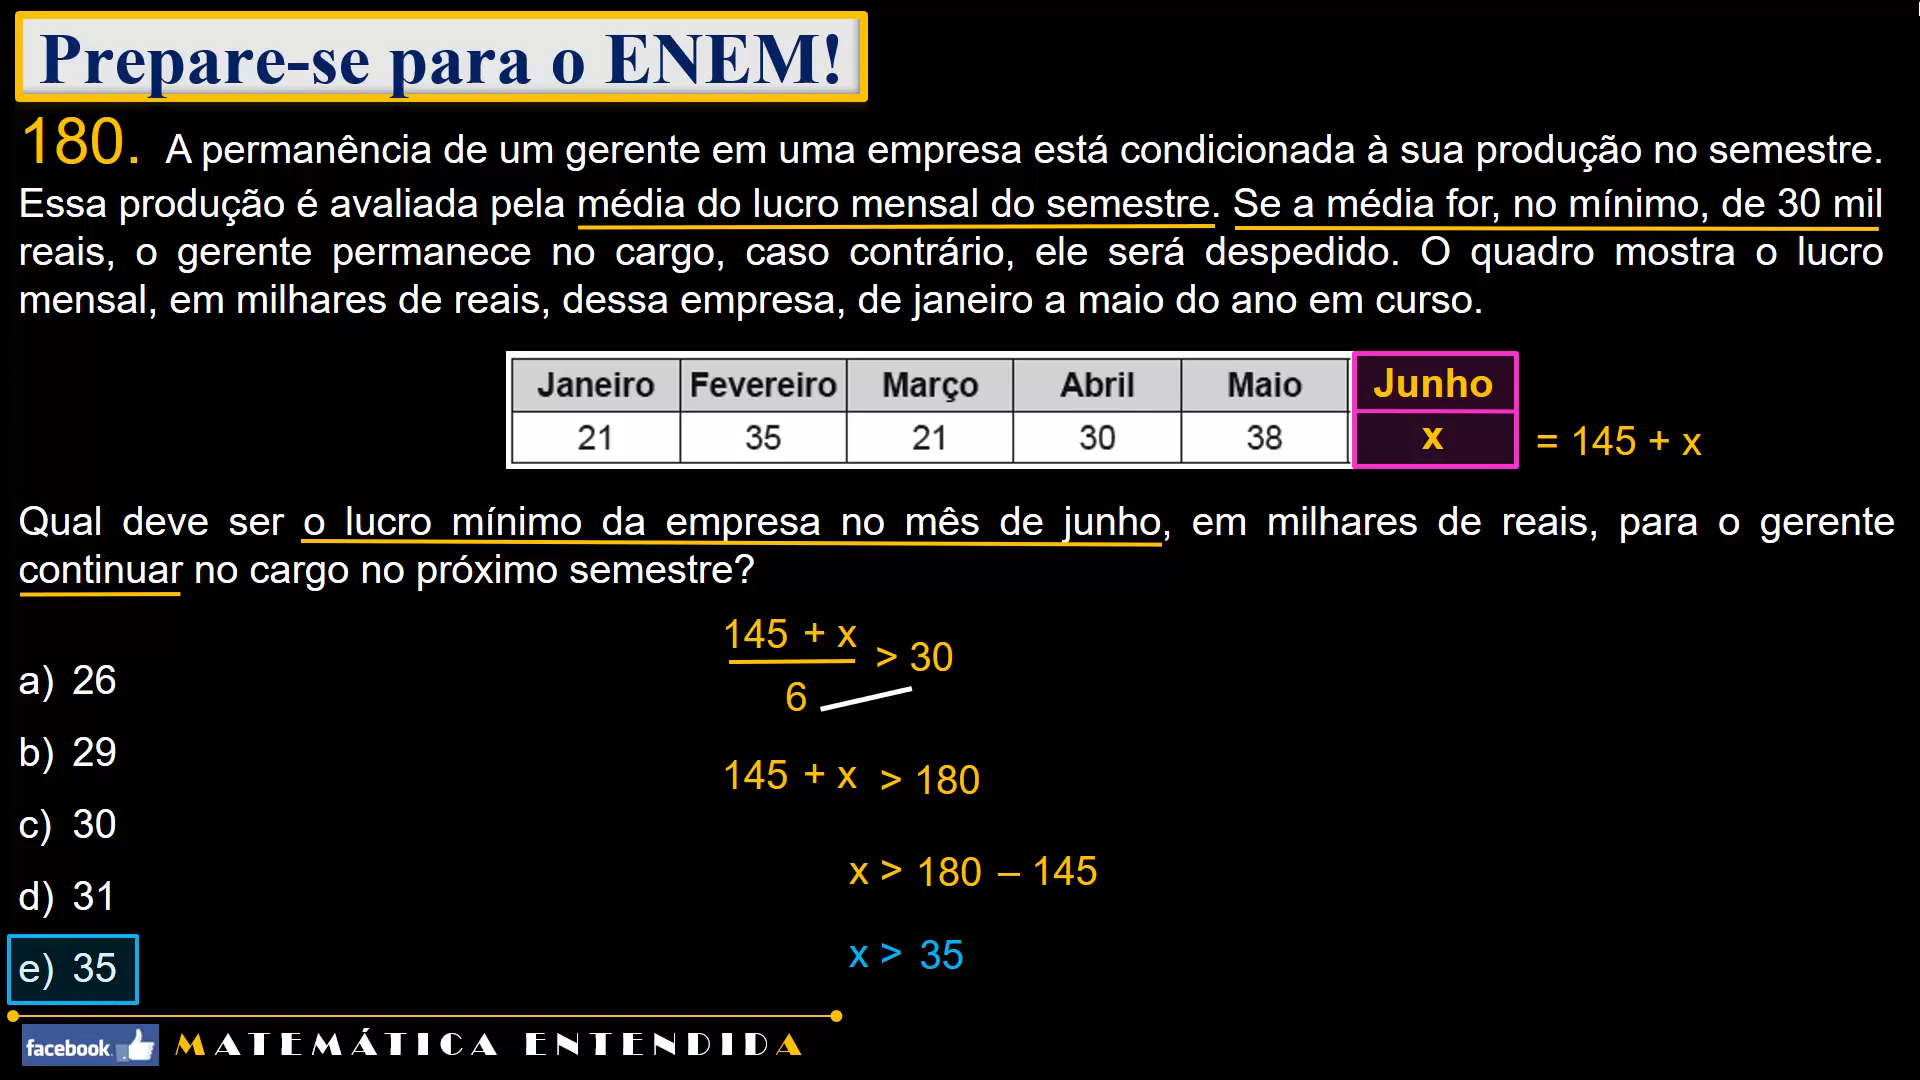 Prepare-se para o ENEM!
180. A permanência de um gerente em uma empresa está condicionada à sua produção no semestre.
Essa produção é avaliada pela média do lucro mensal do semestre. Se a média for, no mínimo, de 30 mil
reais, o gerente permanece no cargo, caso contrário, ele será despedido. O quadro mostra o lucro
mensal, em milhares de reais, dessa empresa, de janeiro a maio do ano em curso.
Janeiro Fevereiro Março Abril Maio Junho
21 35 21 30 38 x = 145 + x
Qual deve ser o lucro mínimo da empresa no mês de junho, em milhares de reais, para o gerente
continuar no cargo no próximo semestre?
145 + x > 30
6
a) 26
b) 29
145 + x > 180
c) 30
x > 180 – 145
d) 31
x > 35
e) 35
facebook. MATEMÁTICA ENTENDIDA